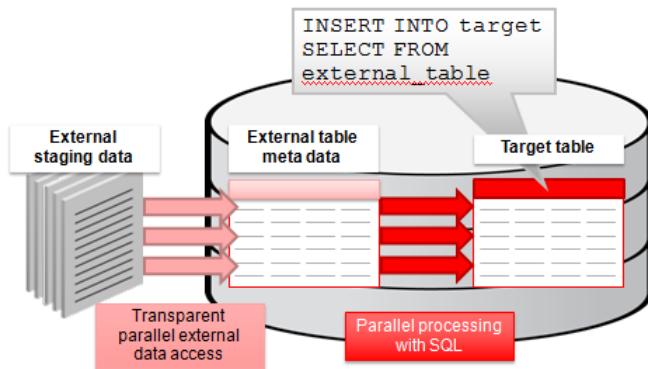 INSERT INTO target
SELECT FROM
external_table
External
staging data
External table
meta data
Target table
Transparent
parallel external
data access
Parallel processing
with SQL